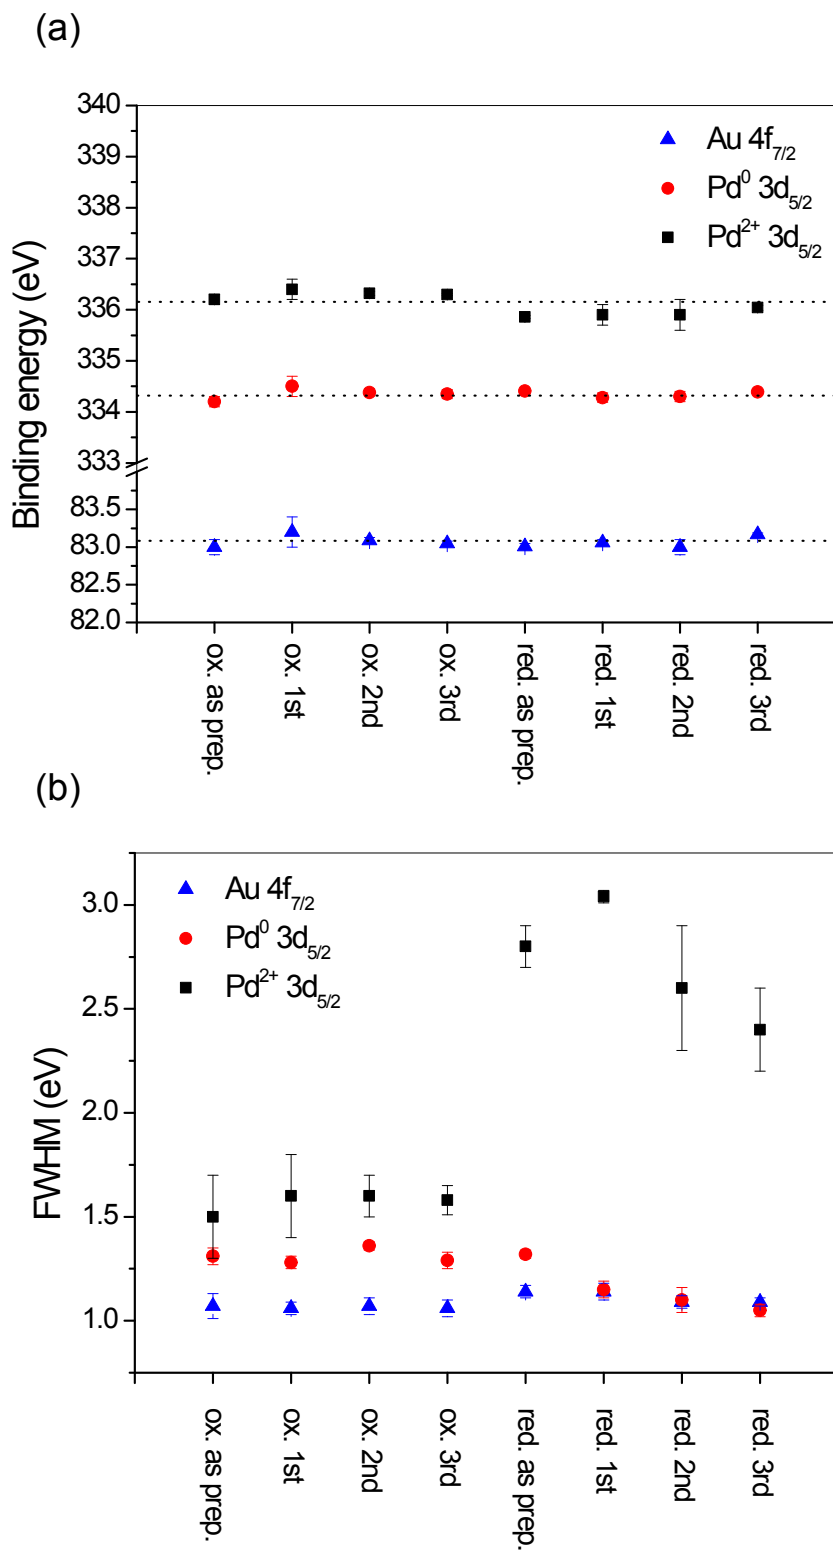 (a)
340
339
338
337
336
335
334
333
83.5
83.0
82.5
82.0
Binding energy (eV)
Au 4f7/2
Pd0 3d5/2
Pd2+ 3d5/2
ox. as prep.
ox. 1st
ox. 2nd
ox. 3rd
red. as prep.
red. 1st
red. 2nd
red. 3rd
(b)
3.0
2.5
2.0
1.5
1.0
FWHM (eV)
Au 4f7/2
Pd0 3d5/2
Pd2+ 3d5/2
ox. as prep.
ox. 1st
ox. 2nd
ox. 3rd
red. as prep.
red. 1st
red. 2nd
red. 3rd